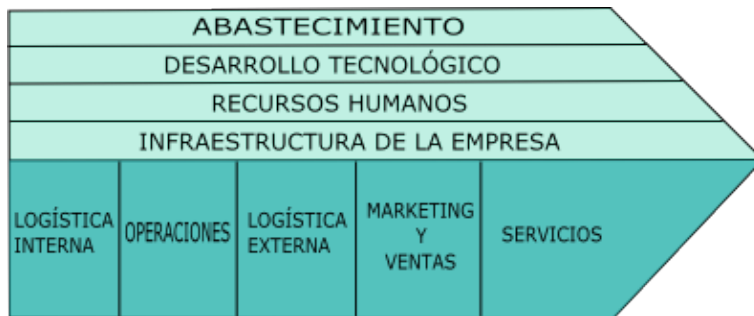 ABASTECIMIENTO
DESARROLLO TECNOLÓGICO
RECURSOS HUMANOS
INFRAESTRUCTURA DE LA EMPRESA
LOGÍSTICA
INTERNA
OPERACIONES
LOGÍSTICA
EXTERNA
MARKETING
Y
VENTAS
SERVICIOS